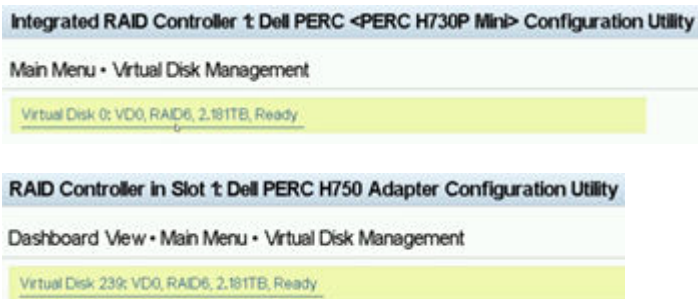 Integrated RAID Controller 1: Dell PERC <PERC H730P Mini> Configuration Utility
Main Menu • Virtual Disk Management
Virtual Disk 0: VD0, RAID6, 2.181TB, Ready
RAID Controller in Slot 1: Dell PERC H750 Adapter Configuration Utility
Dashboard View • Main Menu • Virtual Disk Management
Virtual Disk 239: VD0, RAID6, 2.181TB, Ready